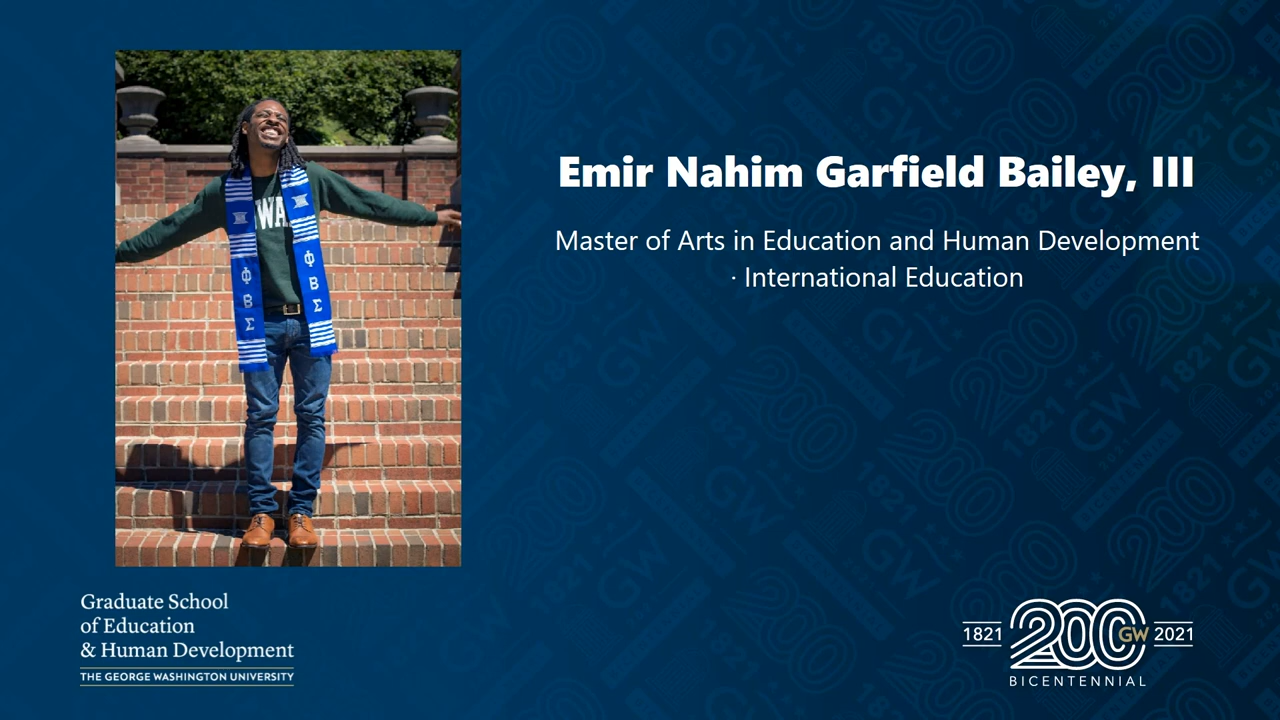 Emir Nahim Garfield Bailey, III
Master of Arts in Education and Human Development
· International Education
WA
Φ
Β
Σ
Φ
Β
Σ
Graduate School
of Education
& Human Development
THE GEORGE WASHINGTON UNIVERSITY
1821 200 GW 2021
BICENTENNIAL